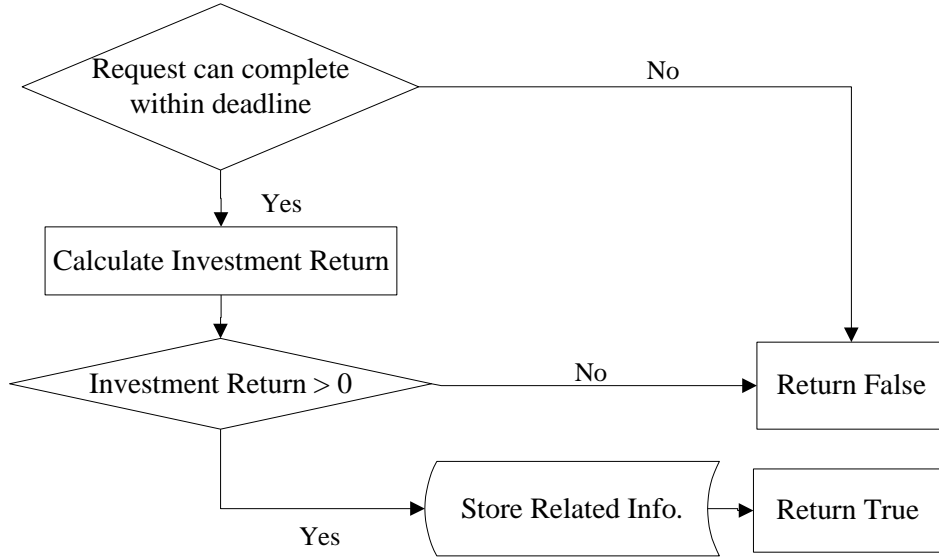 Request can complete
within deadline
No
Yes
Calculate Investment Return
Investment Return > 0
No
Return False
Yes
Store Related Info.
Return True